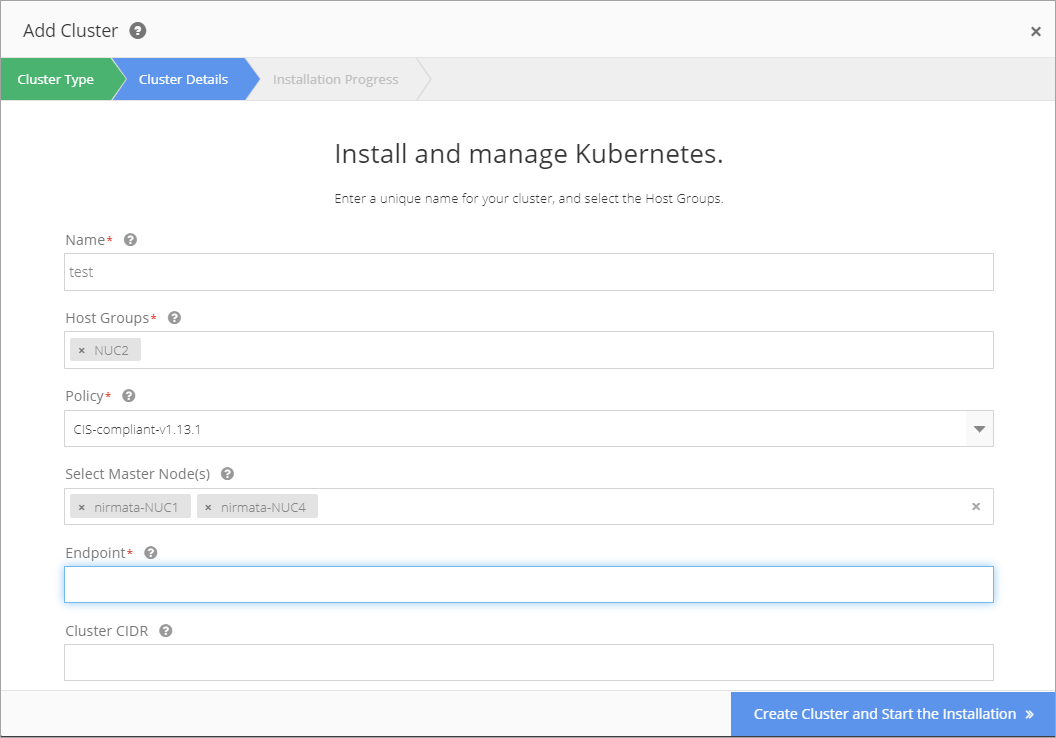 Add Cluster ?
×
Cluster Type Cluster Details Installation Progress
Install and manage Kubernetes.
Enter a unique name for your cluster, and select the Host Groups.
Name* ?
test
Host Groups* ?
× NUC2
Policy* ?
CIS-compliant-v1.13.1
Select Master Node(s) ?
× nirmata-NUC1 × nirmata-NUC4 ×
Endpoint* ?
Cluster CIDR ?
Create Cluster and Start the Installation »